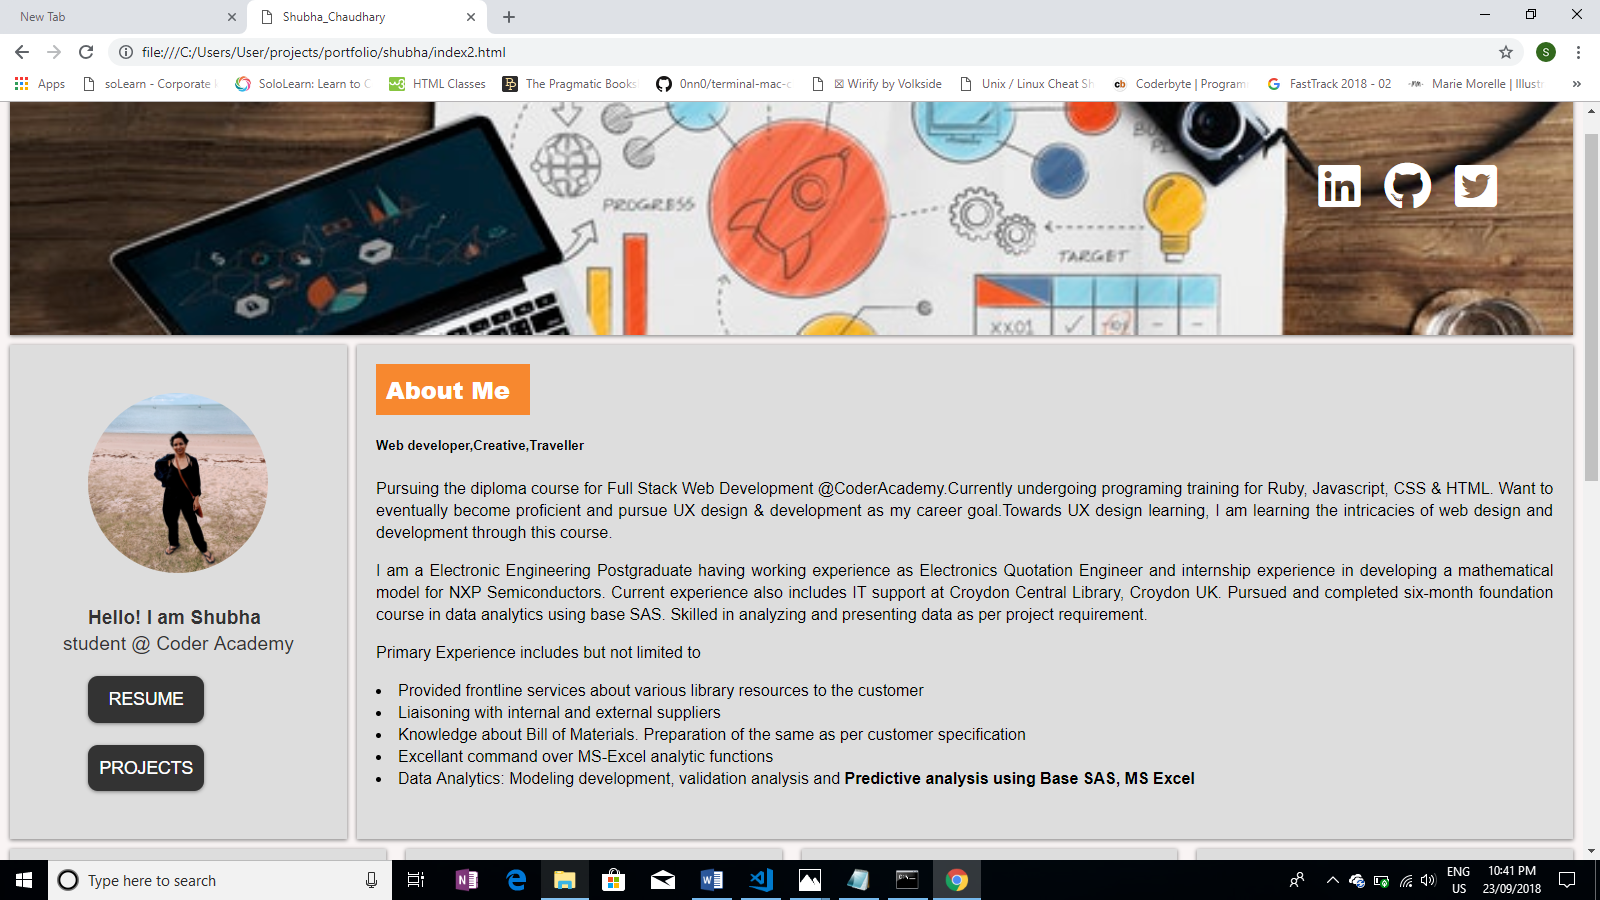 New Tab
Shubha_Chaudhary
file:///C:/Users/User/projects/portfolio/shubha/index2.html
S
Apps
soLearn - Corporate
SoloLearn: Learn to C
HTML Classes
The Pragmatic Books
0nn0/terminal-mac-c
☒ Wirify by Volkside
Unix / Linux Cheat Sh
Coderbyte | Program
FastTrack 2018 - 02
Marie Morelle | Illustr
»
PROGRESS
TARGET
XX01
in
About Me
Web developer,Creative,Traveller
Pursuing the diploma course for Full Stack Web Development @CoderAcademy.Currently undergoing programing training for Ruby, Javascript, CSS & HTML. Want to
eventually become proficient and pursue UX design & development as my career goal.Towards UX design learning, I am learning the intricacies of web design and
development through this course.
I am a Electronic Engineering Postgraduate having working experience as Electronics Quotation Engineer and internship experience in developing a mathematical
model for NXP Semiconductors. Current experience also includes IT support at Croydon Central Library, Croydon UK. Pursued and completed six-month foundation
course in data analytics using base SAS. Skilled in analyzing and presenting data as per project requirement.
Primary Experience includes but not limited to
• Provided frontline services about various library resources to the customer
• Liaisoning with internal and external suppliers
• Knowledge about Bill of Materials. Preparation of the same as per customer specification
• Excellant command over MS-Excel analytic functions
• Data Analytics: Modeling development, validation analysis and Predictive analysis using Base SAS, MS Excel
Hello! I am Shubha
student @ Coder Academy
RESUME
PROJECTS
Type here to search
ENG
US
10:41 PM
23/09/2018